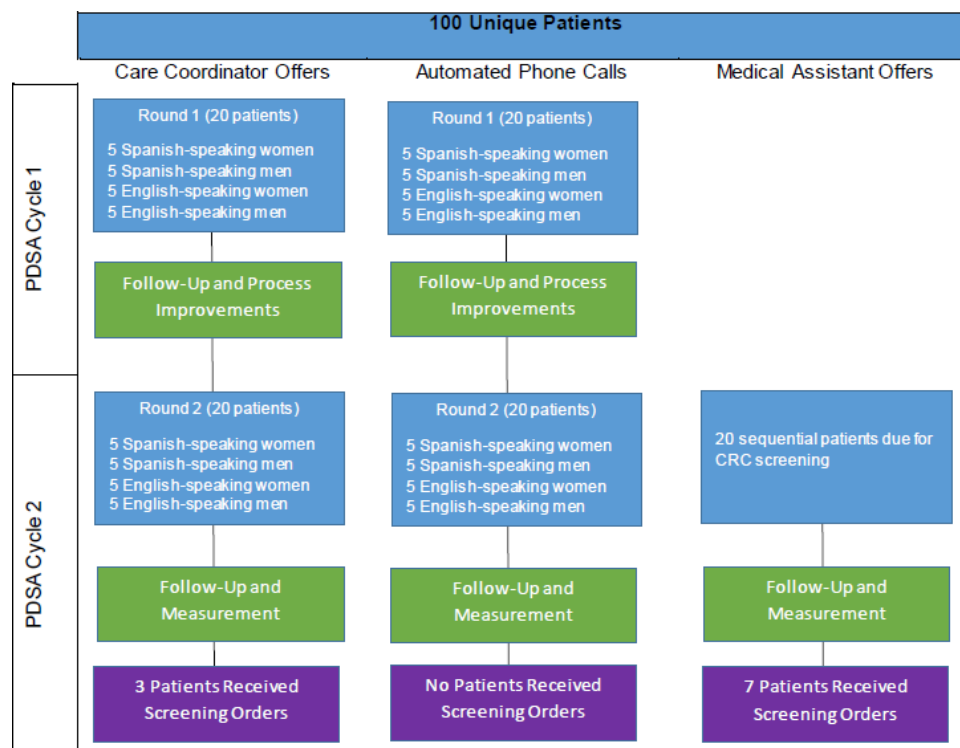 100 Unique Patients
Care Coordinator Offers
Automated Phone Calls
Medical Assistant Offers
PDSA Cycle 1
Round 1 (20 patients)
5 Spanish-speaking women
5 Spanish-speaking men
5 English-speaking women
5 English-speaking men
Round 1 (20 patients)
5 Spanish-speaking women
5 Spanish-speaking men
5 English-speaking women
5 English-speaking men
Follow-Up and Process
Improvements
Follow-Up and Process
Improvements
PDSA Cycle 2
Round 2 (20 patients)
5 Spanish-speaking women
5 Spanish-speaking men
5 English-speaking women
5 English-speaking men
Round 2 (20 patients)
5 Spanish-speaking women
5 Spanish-speaking men
5 English-speaking women
5 English-speaking men
20 sequential patients due for
CRC screening
Follow-Up and
Measurement
Follow-Up and
Measurement
Follow-Up and
Measurement
3 Patients Received
Screening Orders
No Patients Received
Screening Orders
7 Patients Received
Screening Orders